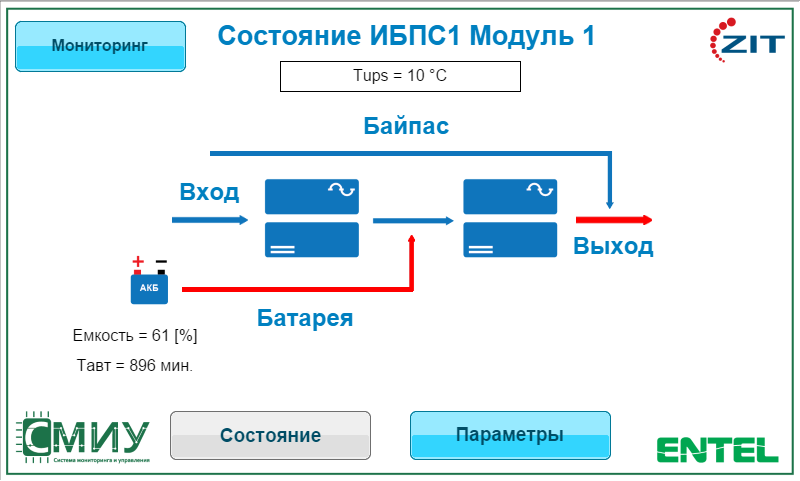 Мониторинг
Состояние ИБПС1 Модуль 1
ZIT
Tups = 10 °C
Байпас
Вход
Выход
+ −
АКБ
Батарея
Емкость = 61 [%]
Тавт = 896 мин.
СМИУ
Система мониторинга и управления
Состояние
Параметры
ENTEL